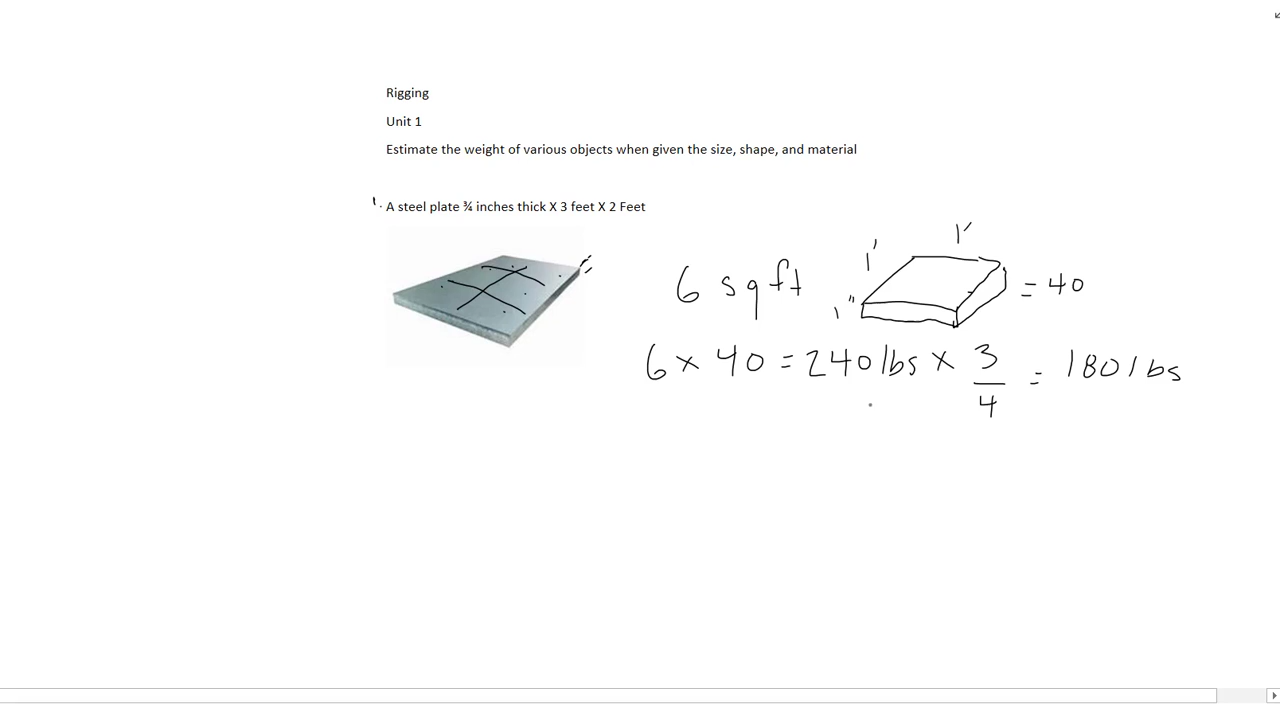 Rigging
Unit 1
Estimate the weight of various objects when given the size, shape, and material
1. A steel plate ¾ inches thick X 3 feet X 2 Feet
1' 1'
6 sqft 1" = 40
6 x 40 = 240 lbs x 3/4 = 180 lbs